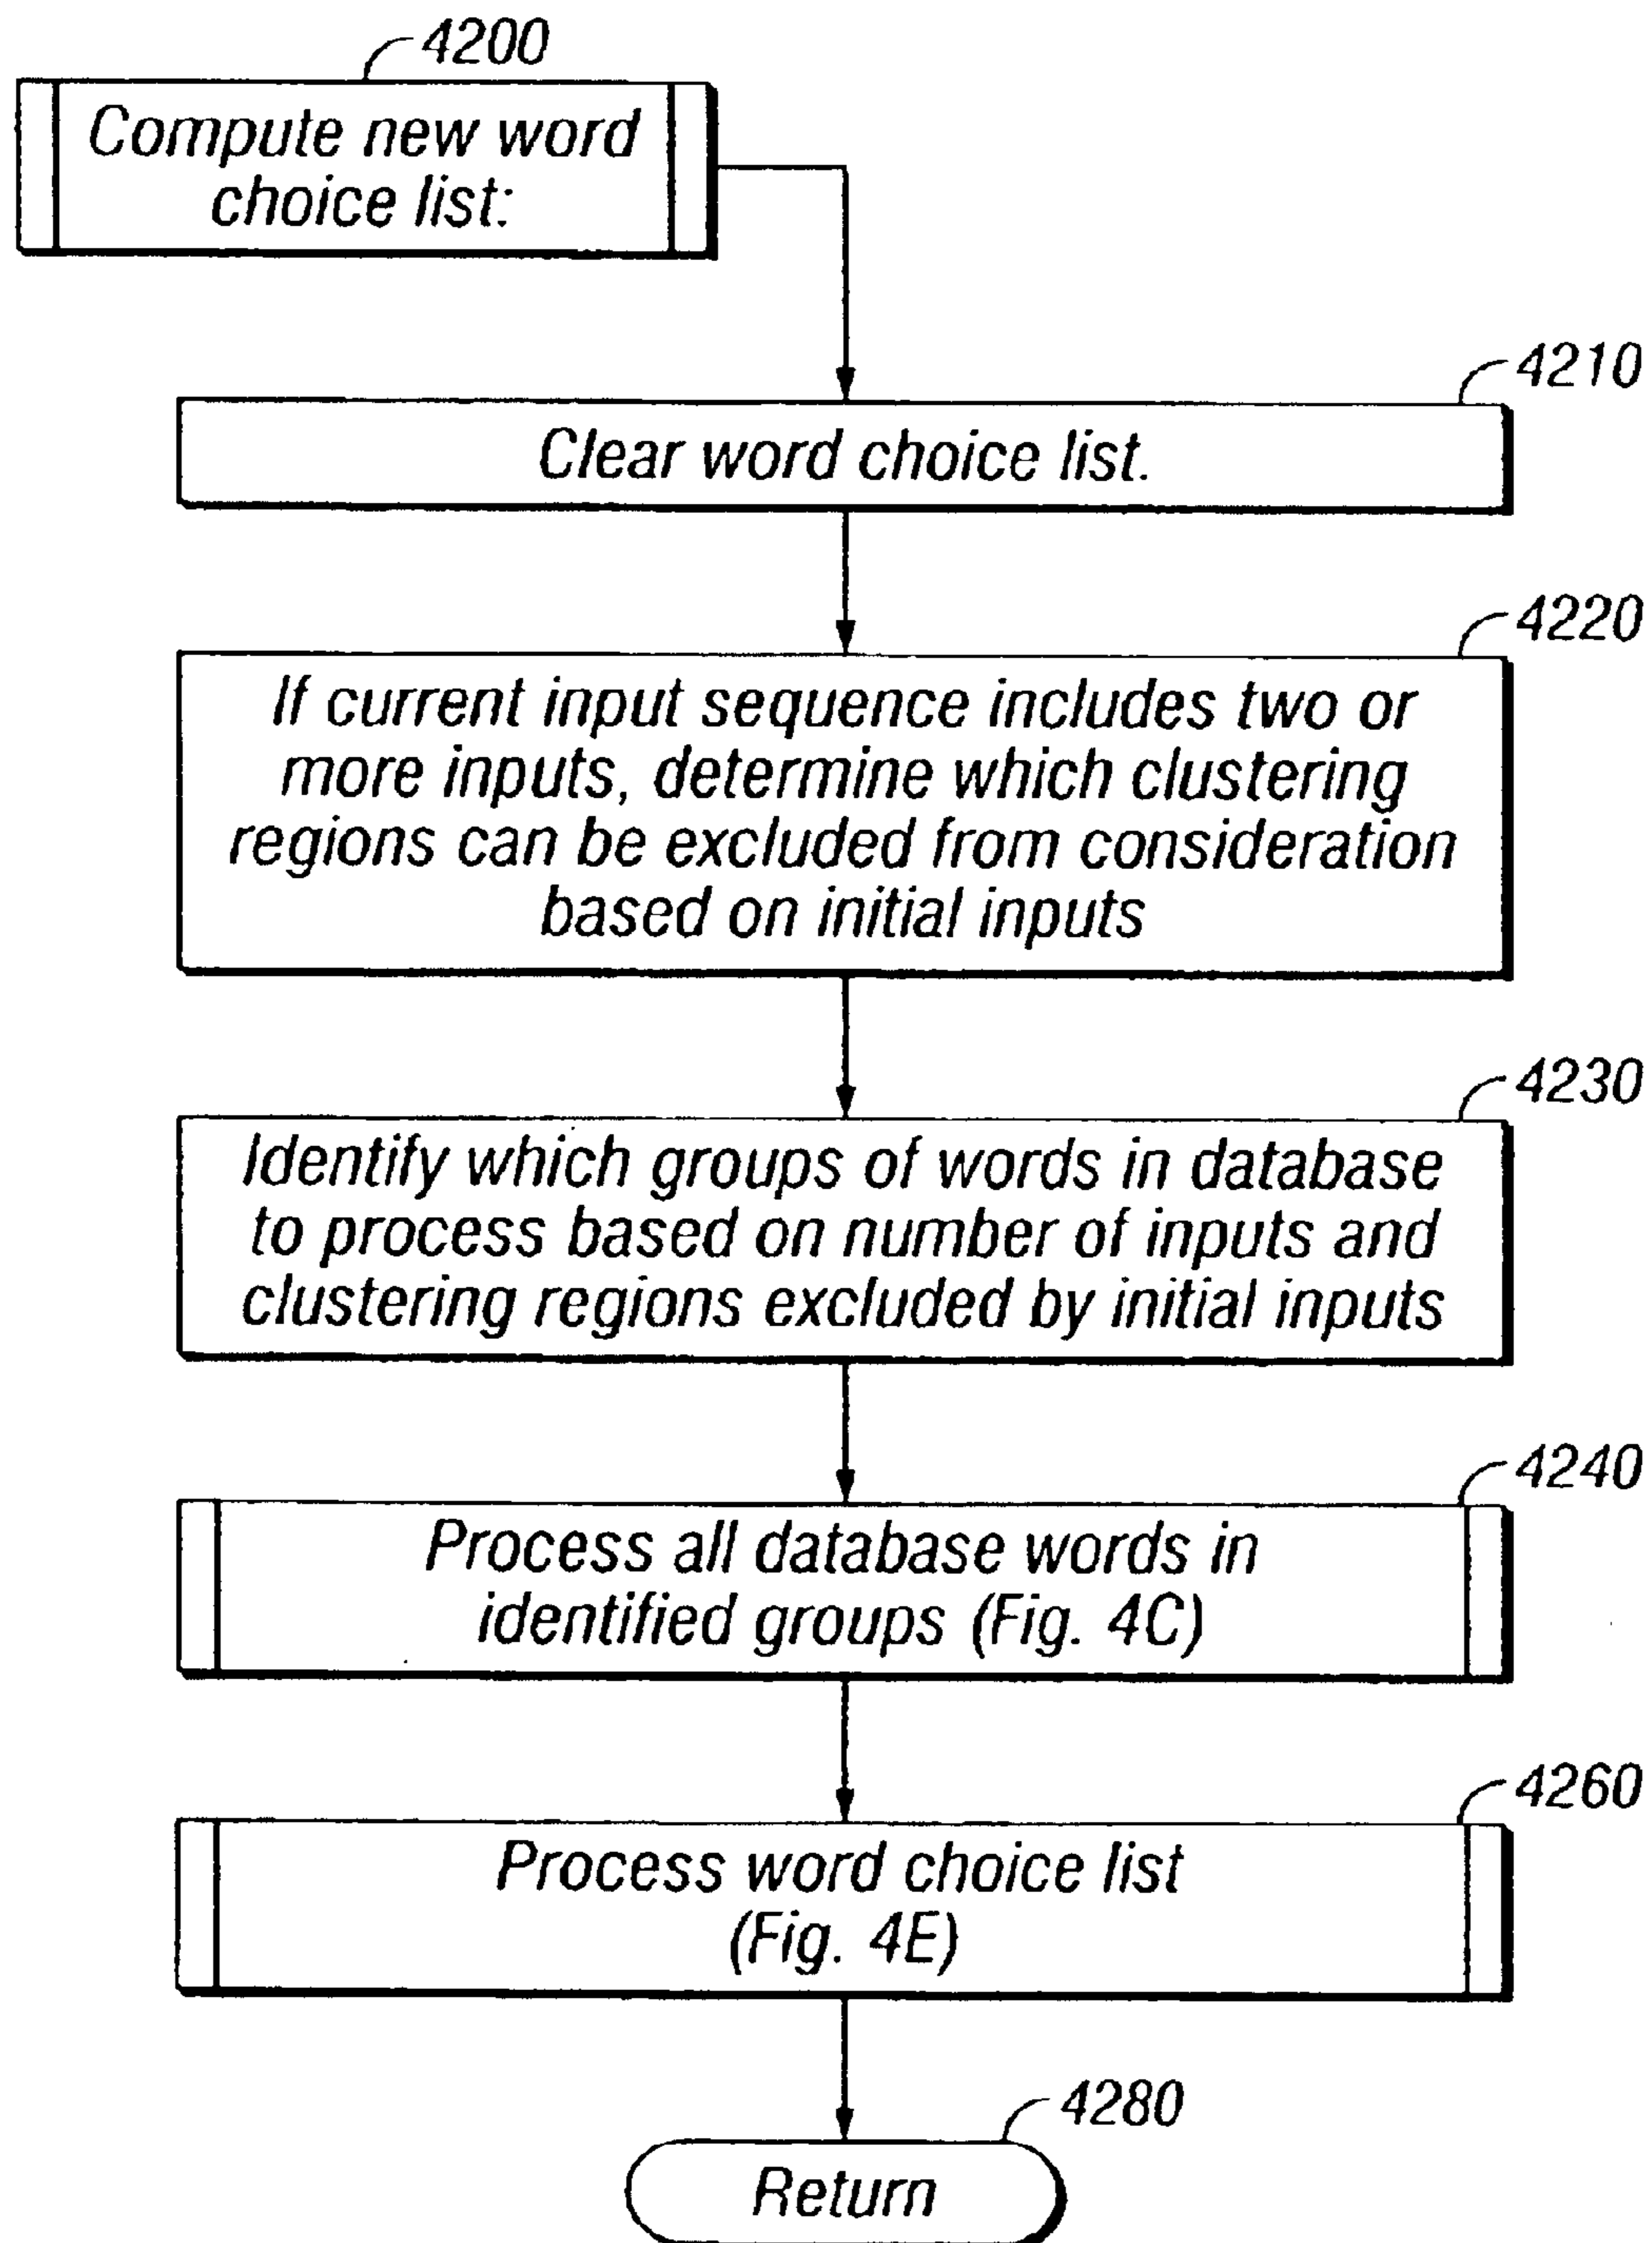 4200
Compute new word
choice list:
4210
Clear word choice list.
4220
If current input sequence includes two or
more inputs, determine which clustering
regions can be excluded from consideration
based on initial inputs
4230
Identify which groups of words in database
to process based on number of inputs and
clustering regions excluded by initial inputs
4240
Process all database words in
identified groups (Fig. 4C)
4260
Process word choice list
(Fig. 4E)
4280
Return